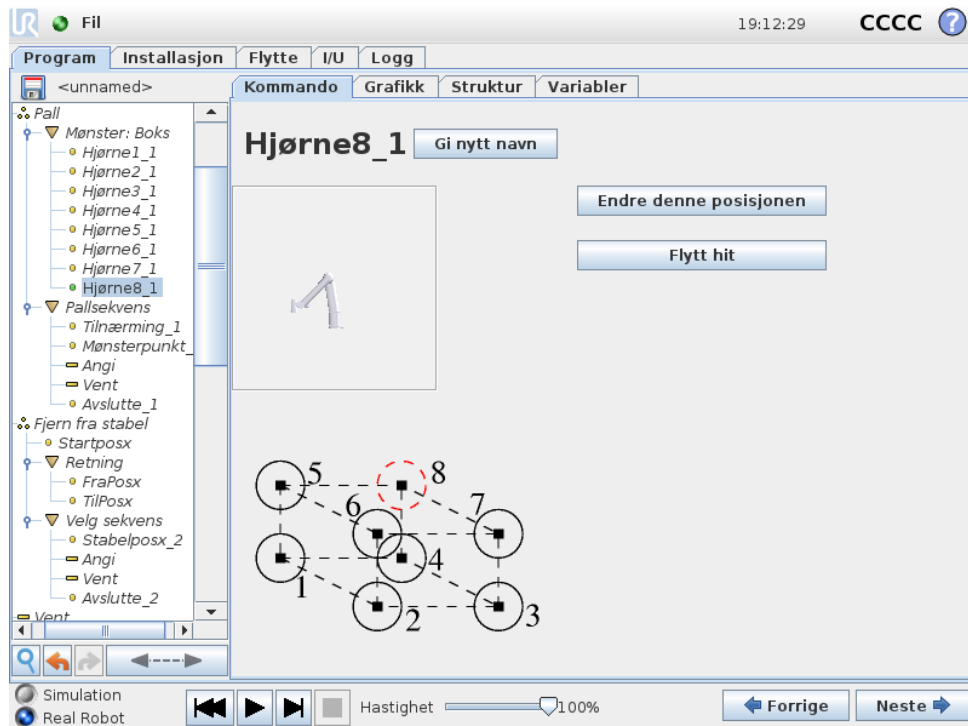 UR Fil 19:12:29 CCCC ?
Program Installasjon Flytte I/U Logg
<unnamed>
Kommando Grafikk Struktur Variabler
Pall
Mønster: Boks
Hjørne1_1
Hjørne2_1
Hjørne3_1
Hjørne4_1
Hjørne5_1
Hjørne6_1
Hjørne7_1
Hjørne8_1
Pallsekvens
Tilnærming_1
Mønsterpunkt_
Angi
Vent
Avslutte_1
Fjern fra stabel
Startposx
Retning
FraPosx
TilPosx
Velg sekvens
Stabelposx_2
Angi
Vent
Avslutte_2
Vent
Hjørne8_1 Gi nytt navn
Endre denne posisjonen
Flytt hit
5 8
6 7
1 4
2 3
Simulation
Real Robot
Hastighet 100%
Forrige Neste